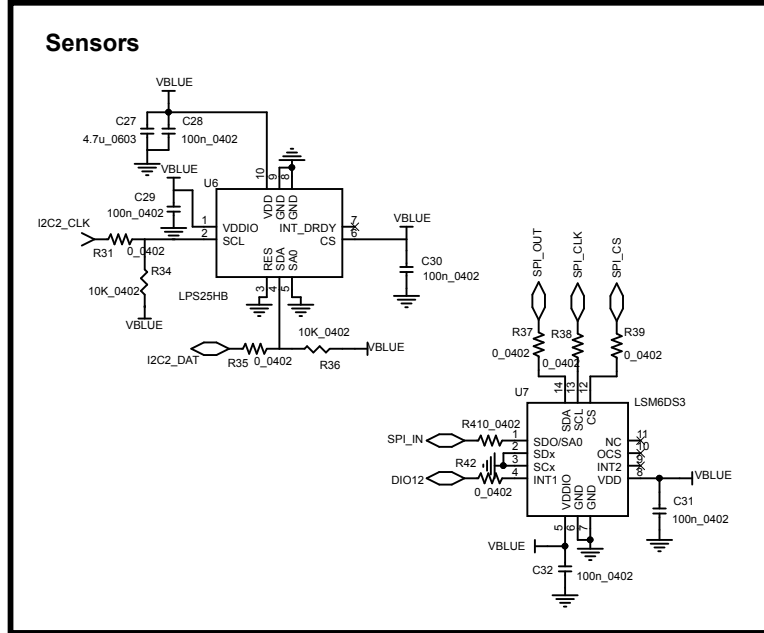 Sensors
VBLUE
C27
C28
4.7u_0603
100n_0402
VBLUE
U6
10
9
8
C29
100n_0402
VDD
GND
GND
I2C2_CLK
1
VDDIO
INT_DRDY
7
VBLUE
2
SCL
CS
6
R31
0_0402
R34
RES
SDA
SA0
C30
100n_0402
10K_0402
3
4
5
LPS25HB
VBLUE
10K_0402
I2C2_DAT
VBLUE
R35
0_0402
R36
SPI_OUT
SPI_CLK
SPI_CS
R37
R38
R39
0_0402
0_0402
0_0402
U7
14
13
12
LSM6DS3
SDA
SCL
CS
SPI_IN
R410_0402
1
SDO/SA0
NC
11
2
SDx
OCS
10
R42
3
SCx
INT2
9
DIO12
4
INT1
VDD
8
VBLUE
0_0402
VDDIO
GND
GND
C31
100n_0402
5
6
7
VBLUE
C32
100n_0402